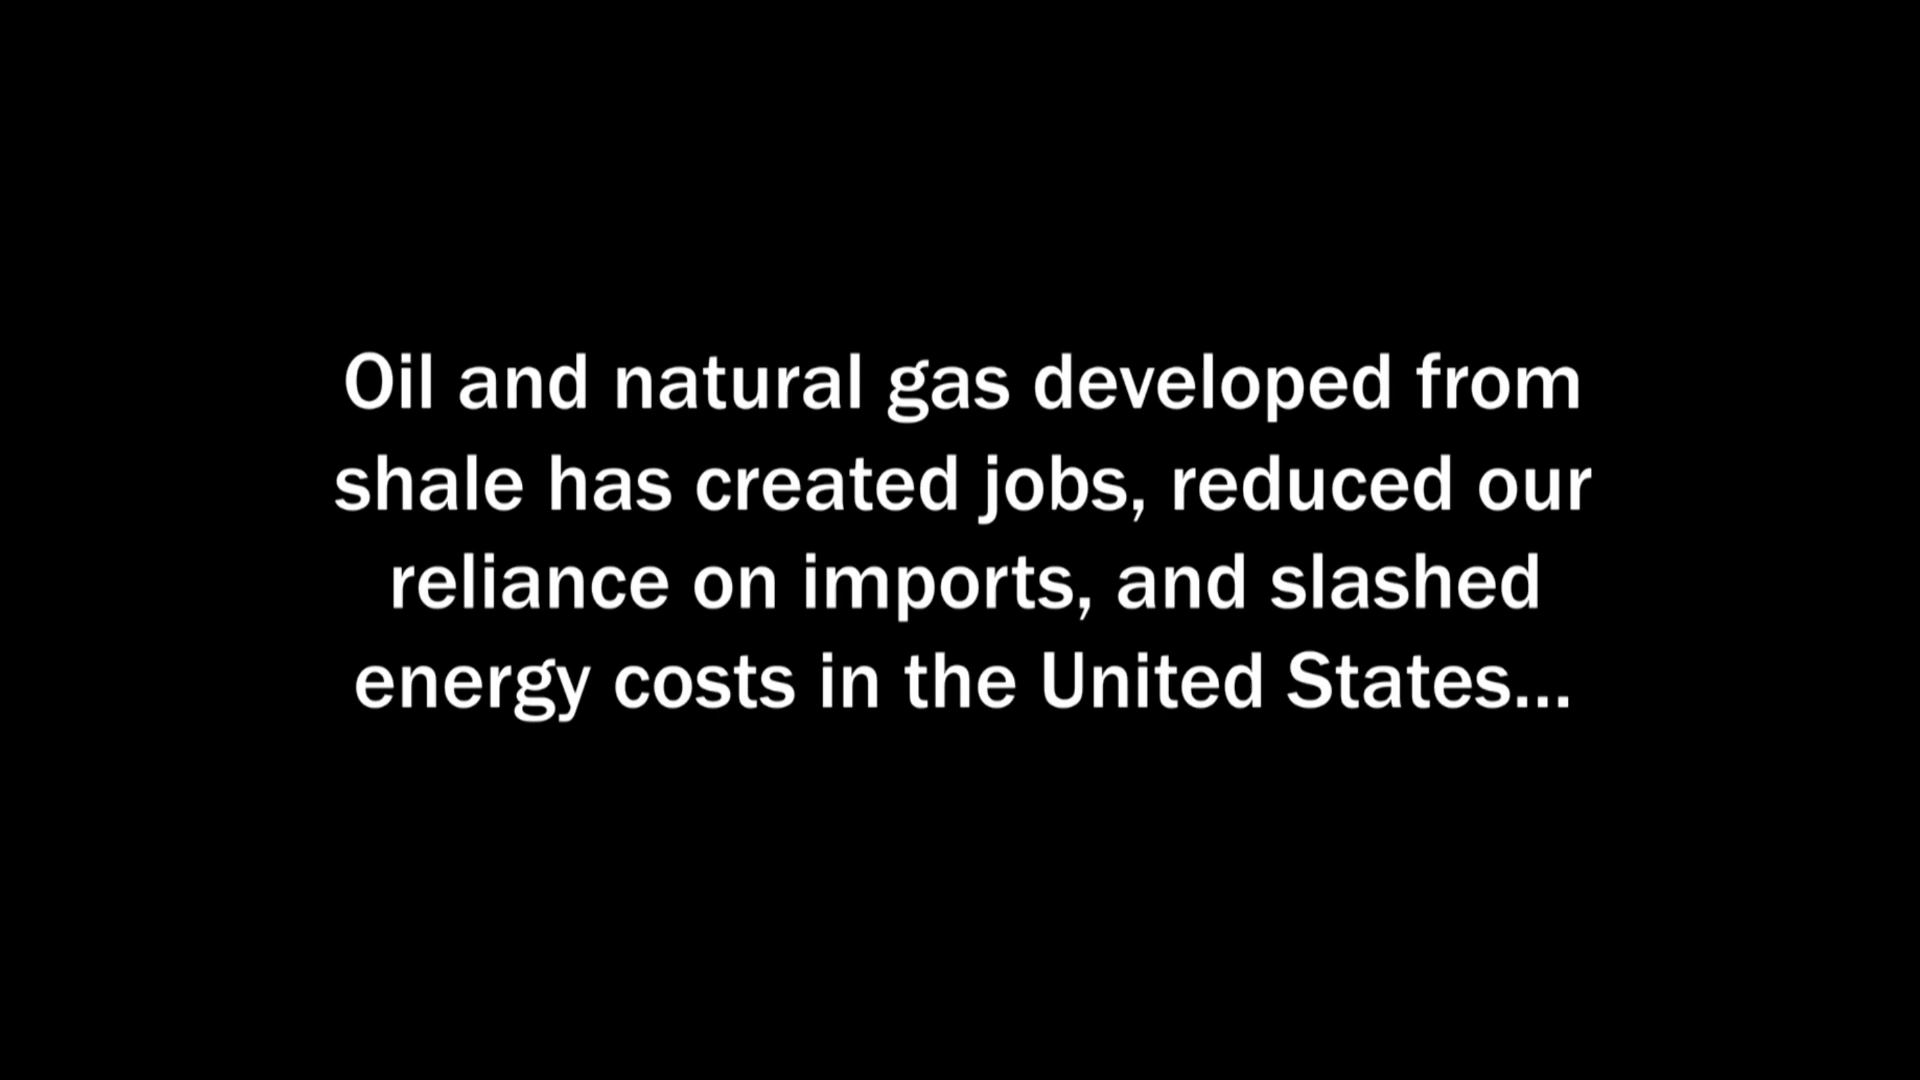 Oil and natural gas developed from
shale has created jobs, reduced our
reliance on imports, and slashed
energy costs in the United States...